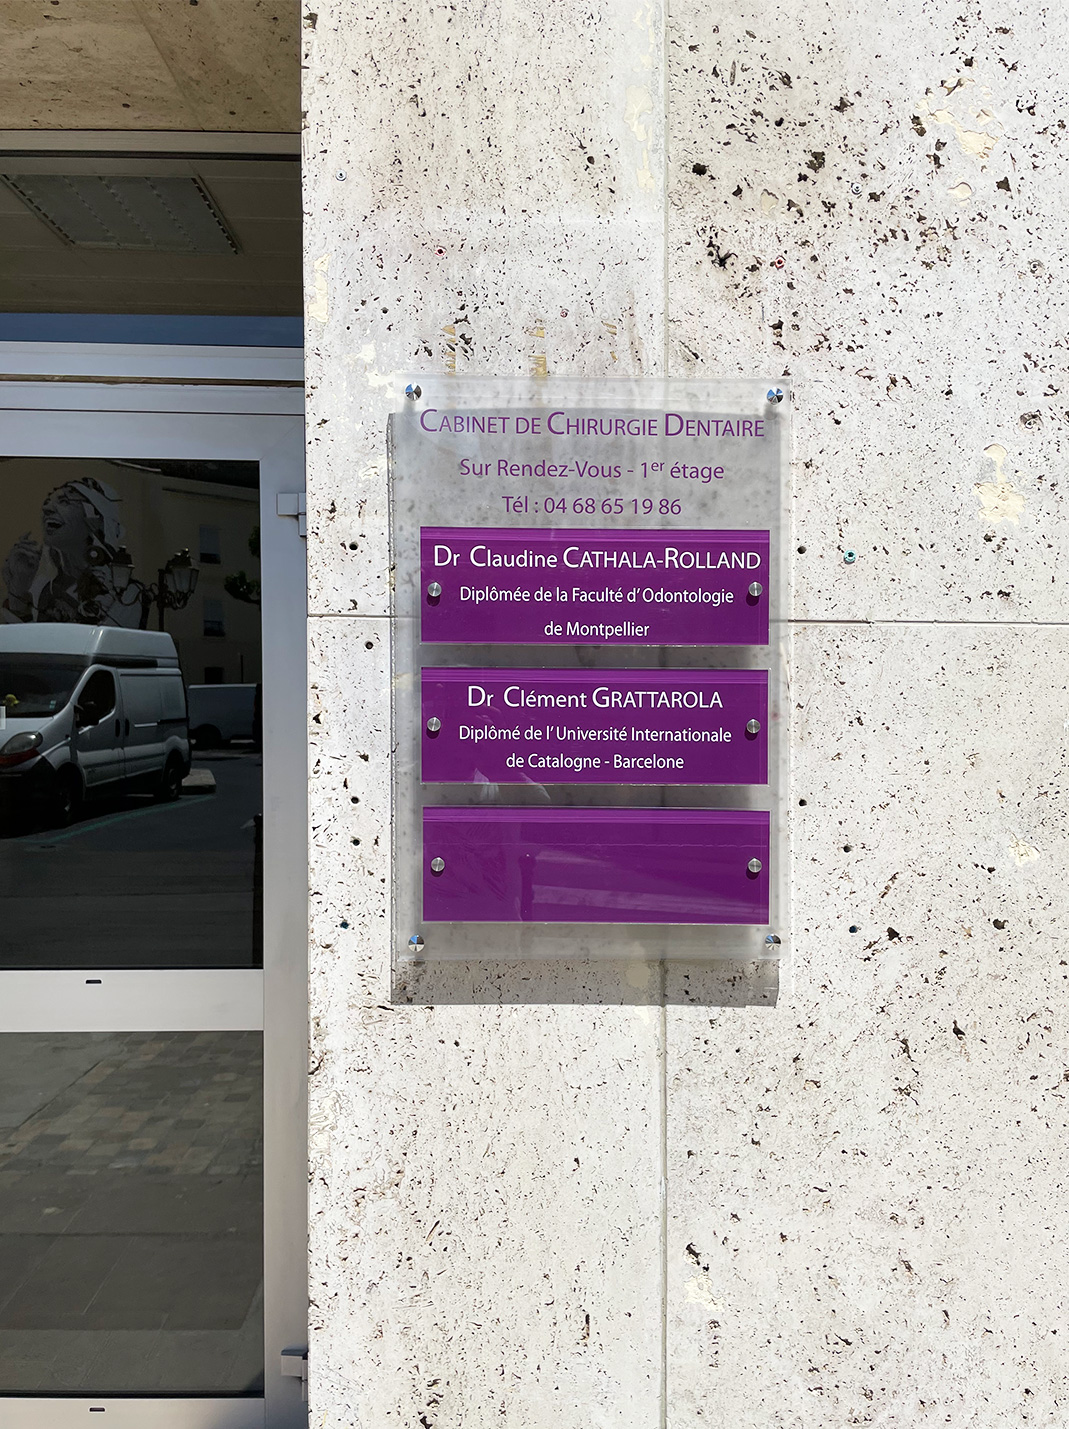 CABINET DE CHIRURGIE DENTAIRE
Sur Rendez-Vous - 1er étage
Tél : 04 68 65 19 86
Dr Claudine CATHALA-ROLLAND
Diplômée de la Faculté d' Odontologie
de Montpellier
Dr Clément GRATTAROLA
Diplômé de l' Université Internationale
de Catalogne - Barcelone